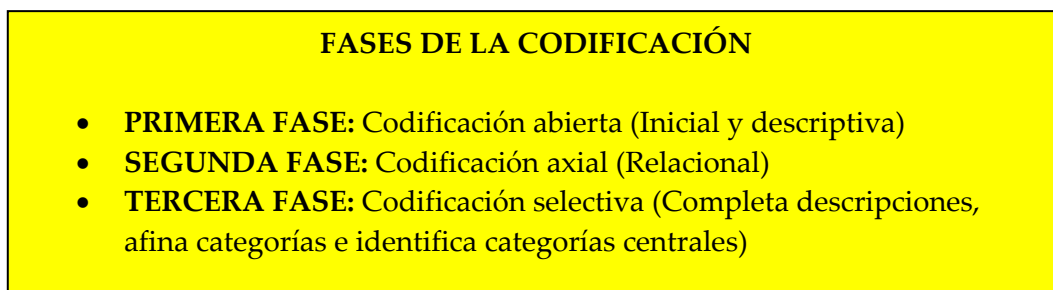 FASES DE LA CODIFICACIÓN
• PRIMERA FASE: Codificación abierta (Inicial y descriptiva)
• SEGUNDA FASE: Codificación axial (Relacional)
• TERCERA FASE: Codificación selectiva (Completa descripciones,
afina categorías e identifica categorías centrales)